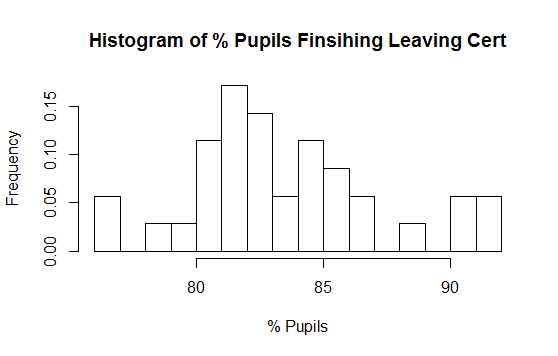 Histogram of % Pupils Finsihing Leaving Cert
Frequency
0.15
0.10
0.05
0.00
80 85 90
% Pupils